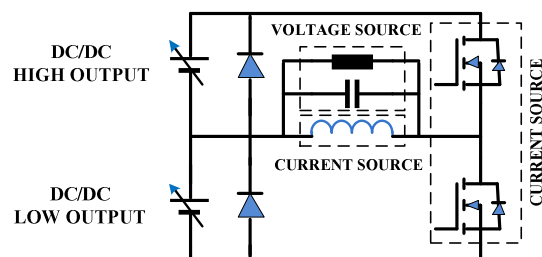 VOLTAGE SOURCE
DC/DC
HIGH OUTPUT
CURRENT SOURCE
CURRENT SOURCE
DC/DC
LOW OUTPUT